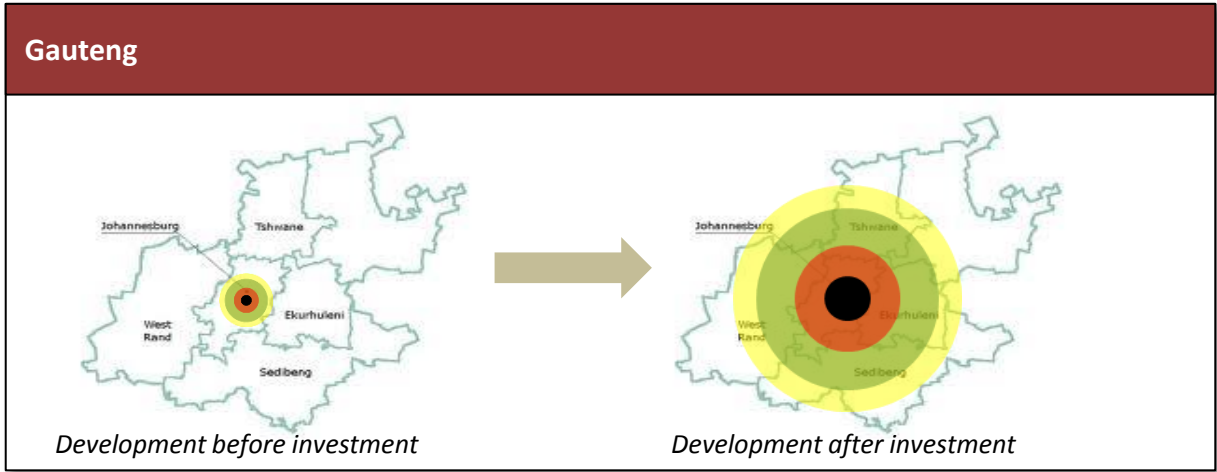 Gauteng
Johannesburg
Tshwane
West
Rand
Ekurhuleni
Sedibeng
Development before investment
Johannesburg
Tshwane
West
Rand
Ekurhuleni
Sedibeng
Development after investment